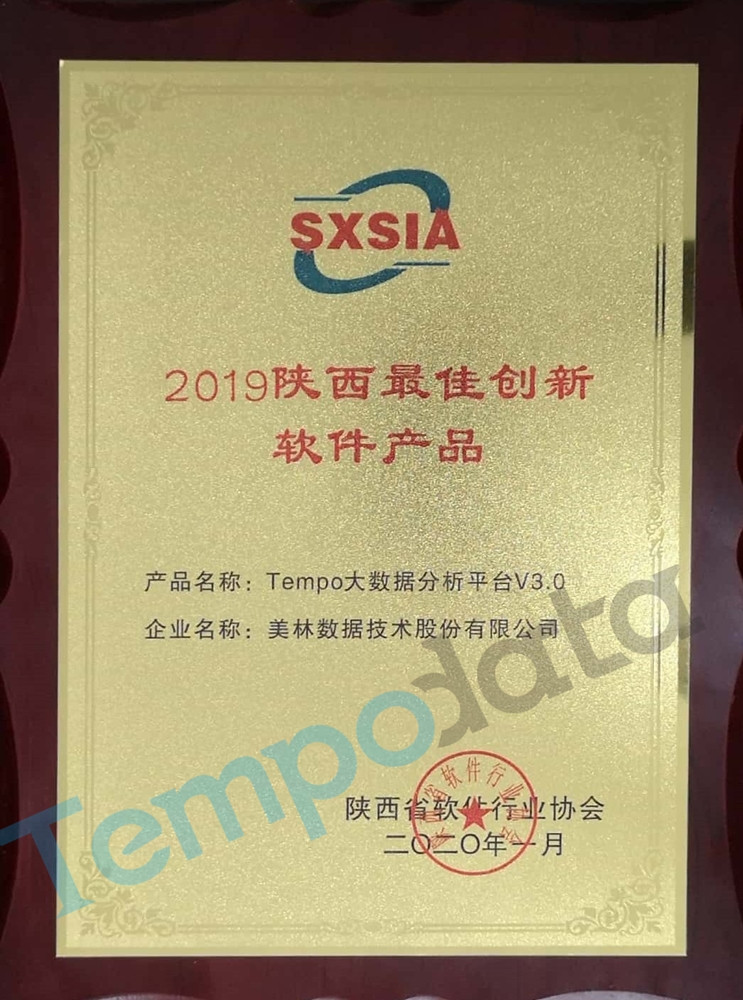 SXSIA
2019陕西最佳创新
软件产品
产品名称：Tempo大数据分析平台V3.0
企业名称：美林数据技术股份有限公司
Tempodata
陕西省软件行业协会
二〇二〇年一月